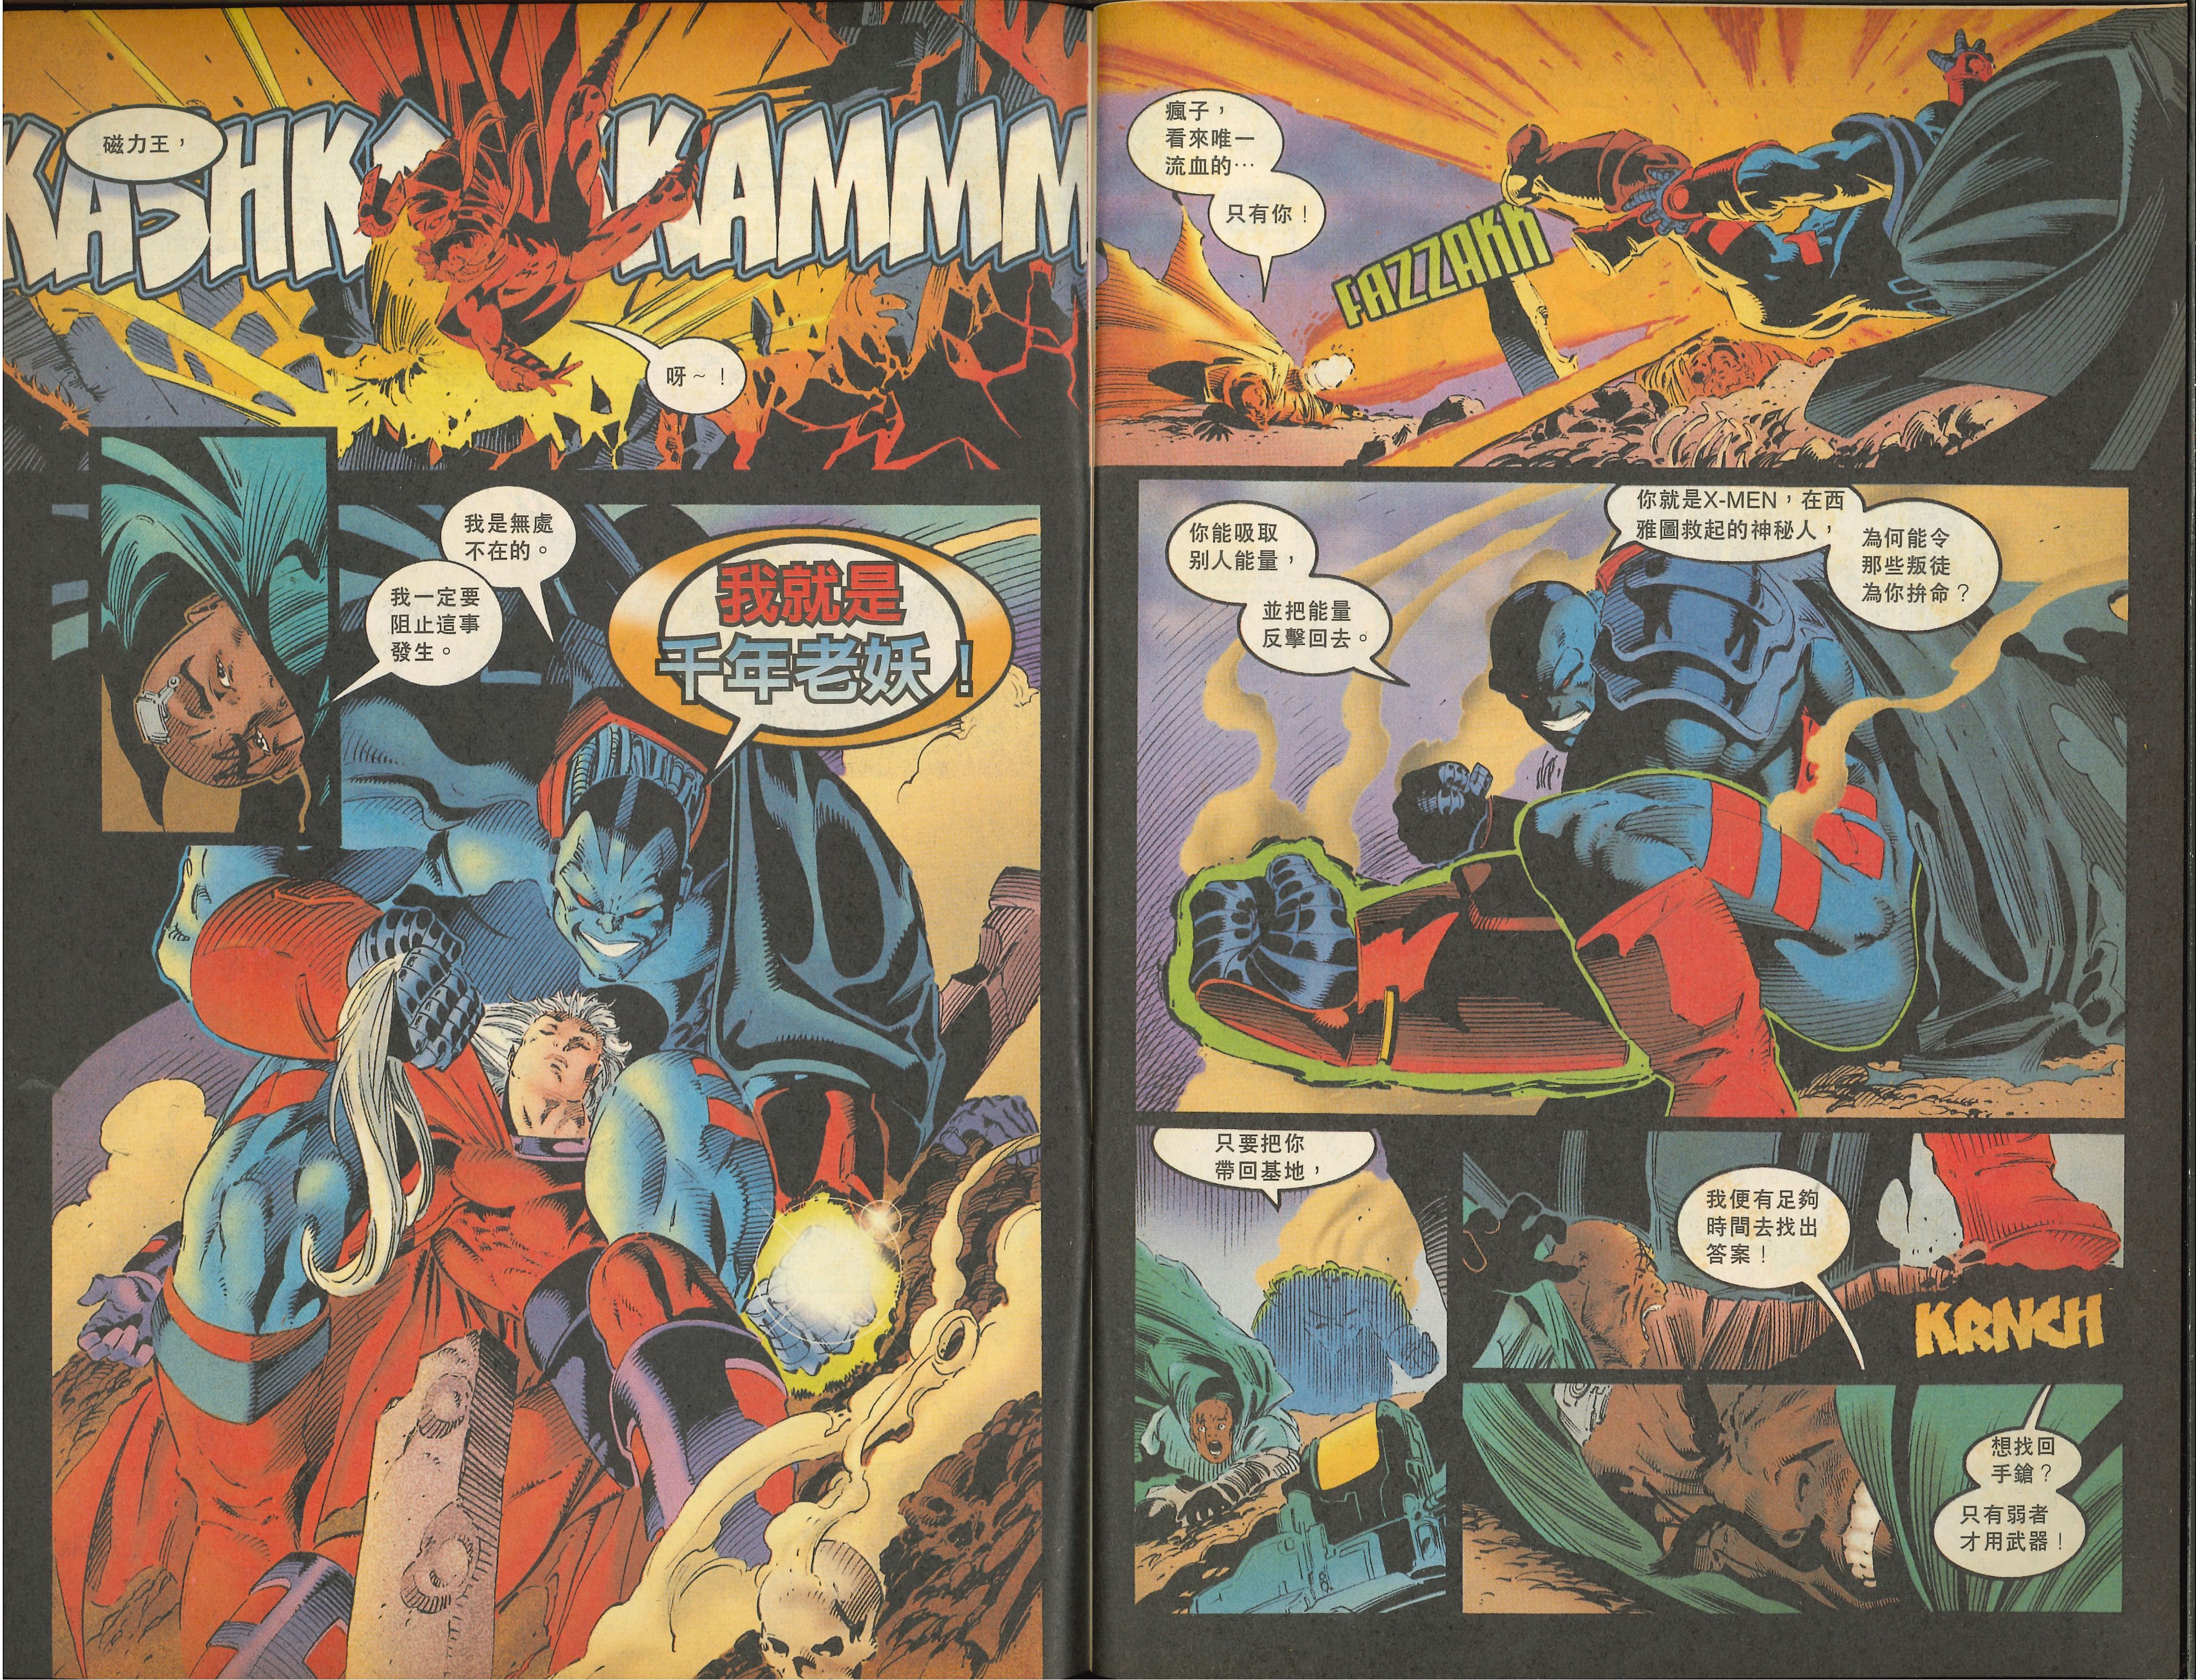 KASHKA KAMMM
磁力王，
呀～！
我是無處
不在的。
我一定要
阻止這事
發生。
我就是
千年老妖！
瘋子，
看來唯一
流血的…
只有你！
FAZZAKK
你能吸取
別人能量，
並把能量
反擊回去。
你就是X-MEN，在西
雅圖救起的神秘人，
為何能令
那些叛徒
為你拚命？
只要把你
帶回基地，
我便有足夠
時間去找出
答案！
KRNCH
想找回
手鎗？
只有弱者
才用武器！